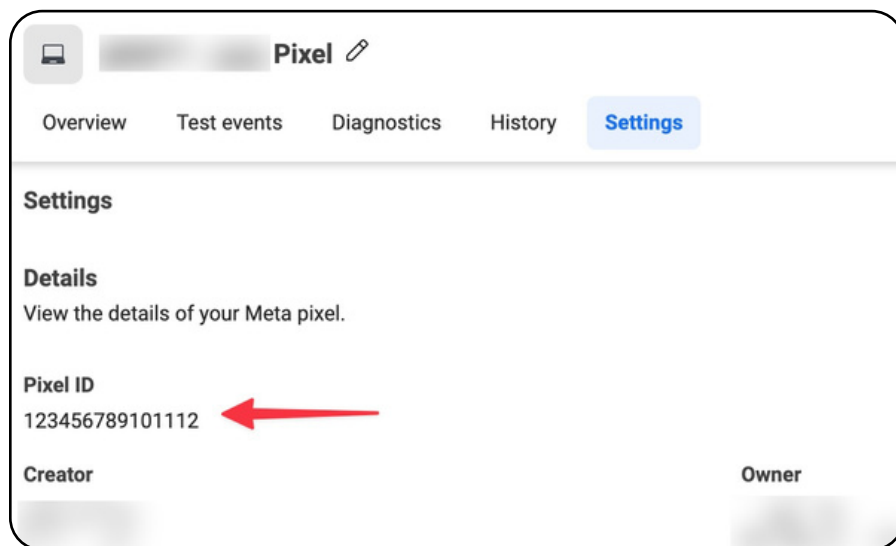 Pixel
Overview Test events Diagnostics History Settings
Settings
Details
View the details of your Meta pixel.
Pixel ID
123456789101112
Creator Owner